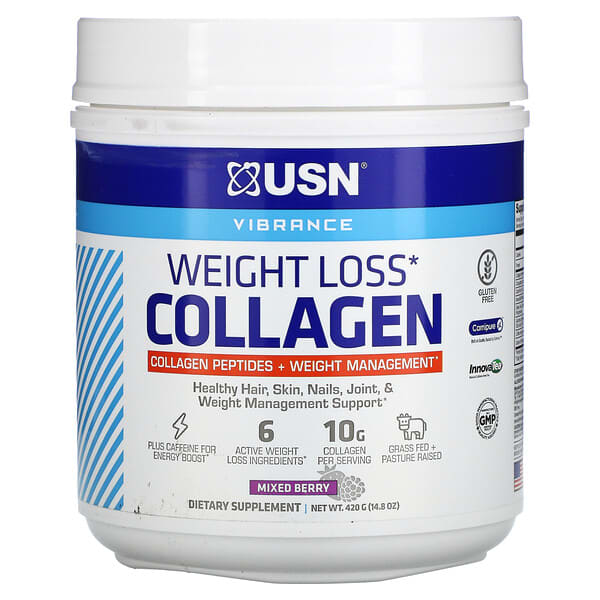 USN®
VIBRANCE
WEIGHT LOSS*
COLLAGEN
COLLAGEN PEPTIDES + WEIGHT MANAGEMENT*
Healthy Hair, Skin, Nails, Joint, &
Weight Management Support*
PLUS CAFFEINE FOR
ENERGY BOOST*
6
ACTIVE WEIGHT
LOSS INGREDIENTS*
10G
COLLAGEN
PER SERVING
GRASS FED +
PASTURE RAISED
MIXED BERRY
DIETARY SUPPLEMENT / NET WT. 420 G (14.8 OZ)
GLUTEN
FREE
Carnipure
InnovaTea
GMP